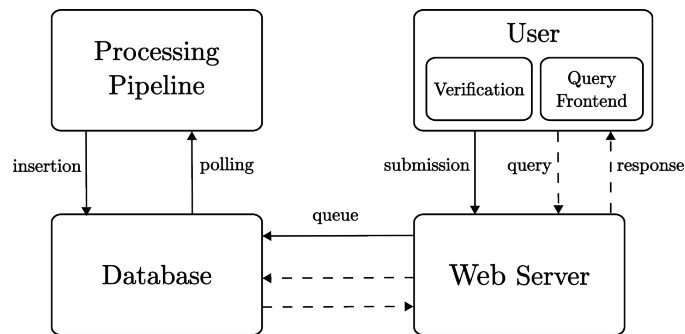 Processing
Pipeline
User
Verification
Query
Frontend
insertion
polling
submission
query
response
queue
Database
Web Server